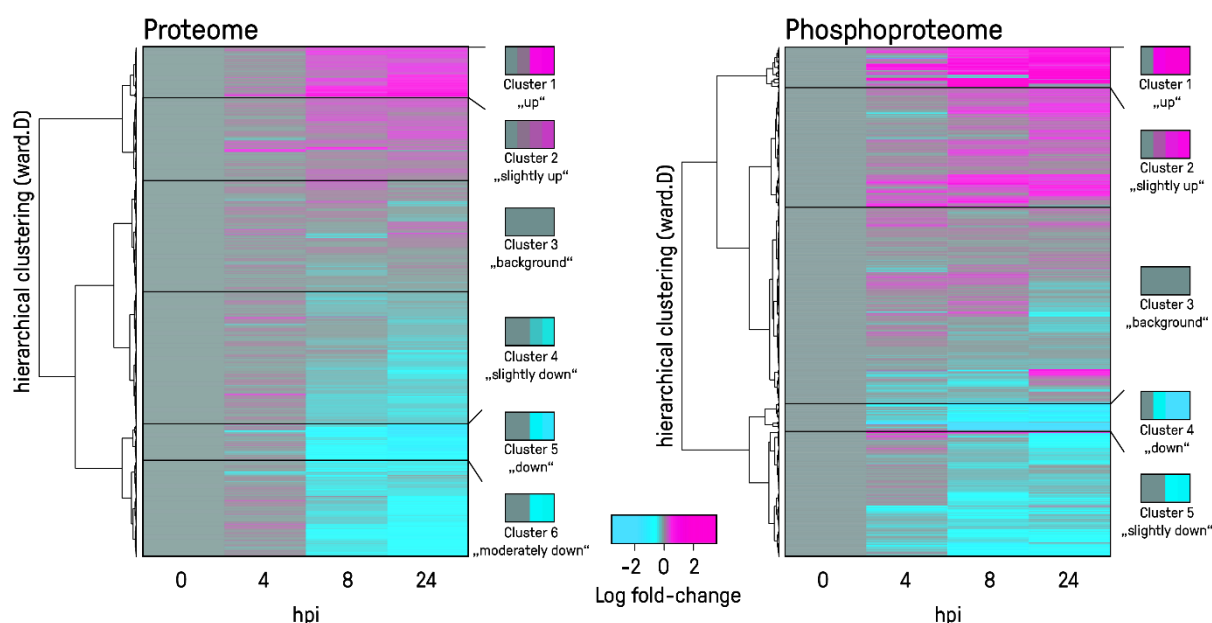 Proteome
hierarchical clustering (ward.D)
Cluster 1
„up“
Cluster 2
„slightly up“
Cluster 3
„background“
Cluster 4
„slightly down“
Cluster 5
„down“
Cluster 6
„moderately down“
0 4 8 24
hpi
-2 0 2
Log fold-change
Phosphoproteome
hierarchical clustering (ward.D)
Cluster 1
„up“
Cluster 2
„slightly up“
Cluster 3
„background“
Cluster 4
„down“
Cluster 5
„slightly down“
0 4 8 24
hpi